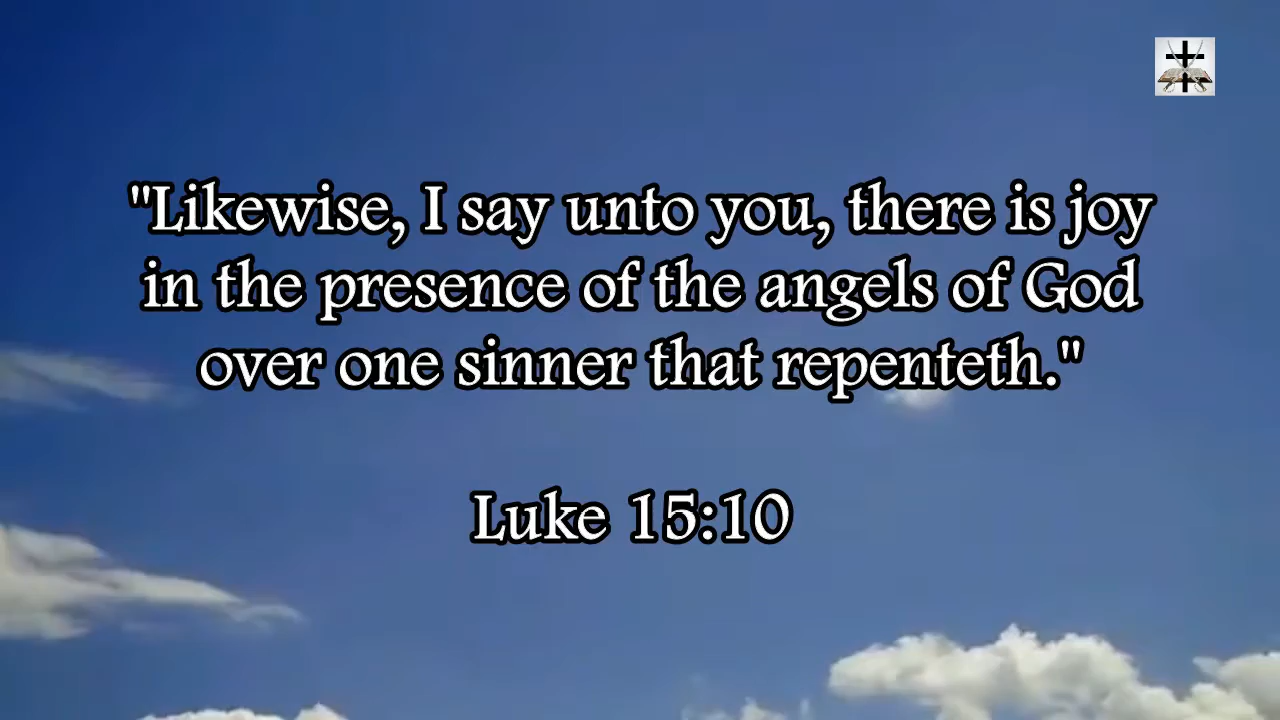 "Likewise, I say unto you, there is joy
in the presence of the angels of God
over one sinner that repenteth."
Luke 15:10